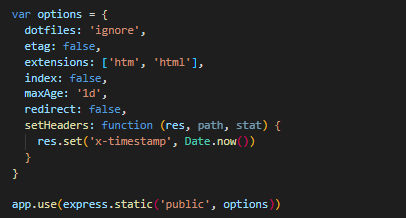 var options = {
  dotfiles: 'ignore',
  etag: false,
  extensions: ['htm', 'html'],
  index: false,
  maxAge: '1d',
  redirect: false,
  setHeaders: function (res, path, stat) {
    res.set('x-timestamp', Date.now())
  }
}

app.use(express.static('public', options))